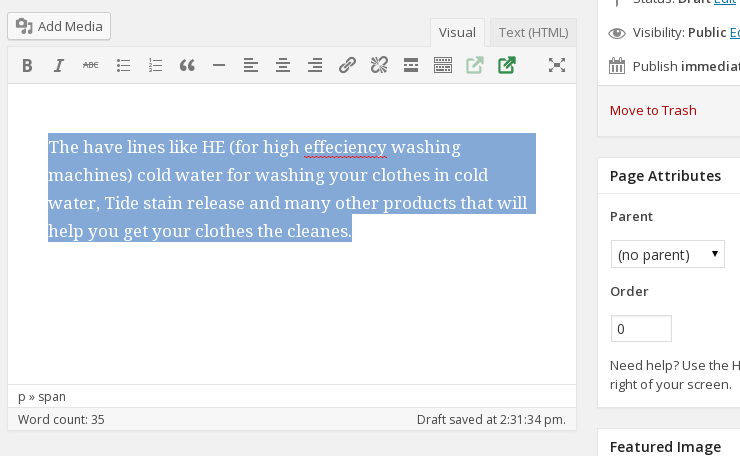 Add Media
Visual
Text (HTML)
B I ABC
Status: Draft Edit
Visibility: Public
Publish immediat
Move to Trash
The have lines like HE (for high effeciency washing
machines) cold water for washing your clothes in cold
water, Tide stain release and many other products that will
help you get your clothes the cleanes.
p » span
Word count: 35
Draft saved at 2:31:34 pm.
Page Attributes
Parent
(no parent)
Order
0
Need help? Use the H
right of your screen.
Featured Image